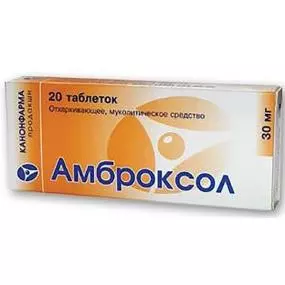 20 таблеток
Отхаркивающее, муколитическое средство
КАНОНФАРМА
продакшн
30 мг
Амброксол